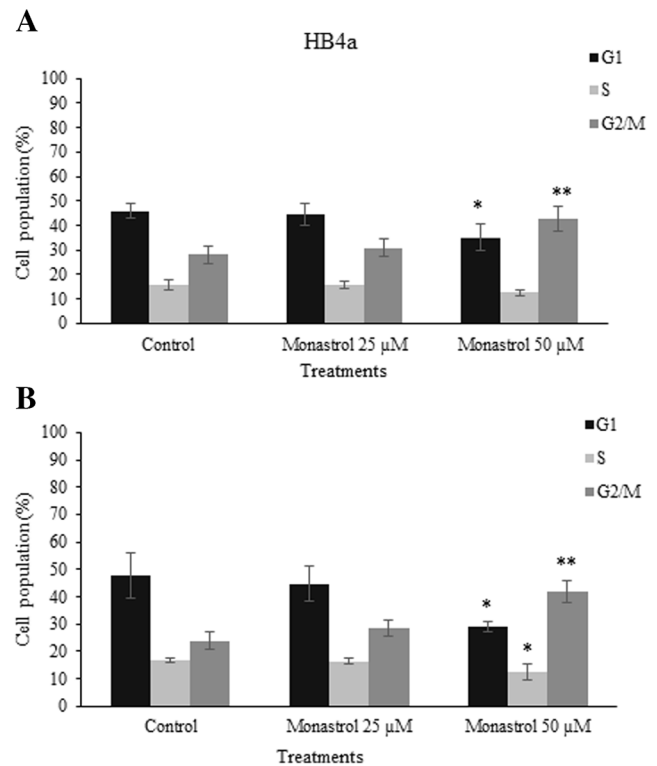 A
HB4a
G1
S
G2/M
100
90
80
70
60
50
40
30
20
10
0
Cell population (%)
*
**
Control
Monastrol 25 µM
Monastrol 50 µM
Treatments
B
G1
S
G2/M
100
90
80
70
60
50
40
30
20
10
0
Cell population (%)
*
*
**
Control
Monastrol 25 µM
Monastrol 50 µM
Treatments